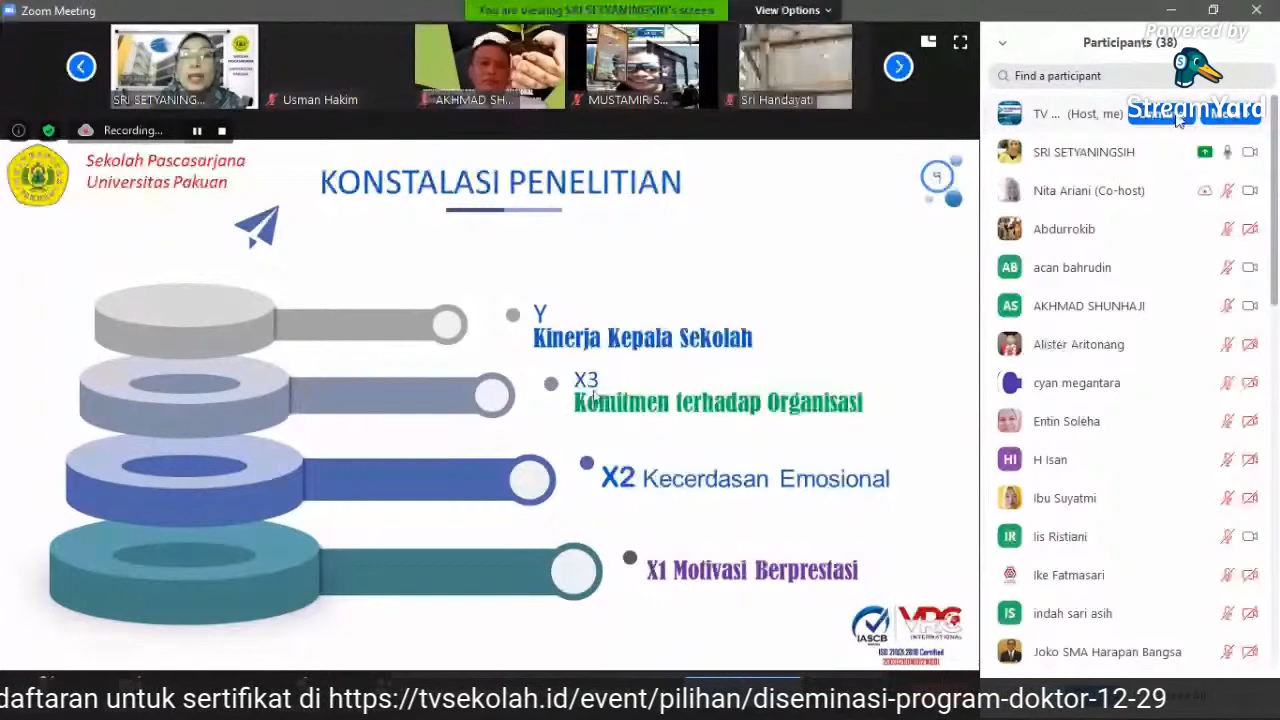 Zoom Meeting
You are viewing SRI SETYANINGSIH's screen
View Options
Participants (38)
Powered by
StreamYard
Find a participant
SRI SETYANING...
Usman Hakim
AKHMAD SH...
MUSTAMIR S...
Sri Handayati
Recording...
TV ... (Host, me)
SRI SETYANINGSIH
Nita Ariani (Co-host)
Abdurrokib
AB acan bahrudin
AS AKHMAD SHUNHAJI
Alister Aritonang
cyan megantara
Entin Soleha
HI H Isan
Ibu Suyatmi
IR Iis Ristiani
Ike Fatmasari
IS indah sari asih
Joko SMA Harapan Bangsa
Sekolah Pascasarjana
Universitas Pakuan
KONSTALASI PENELITIAN
Y
Kinerja Kepala Sekolah
X3
Komitmen terhadap Organisasi
X2 Kecerdasan Emosional
X1 Motivasi Berprestasi
IASCB
VRC
INTERNATIONAL
daftaran untuk sertifikat di https://tvsekolah.id/event/pilihan/diseminasi-program-doktor-12-29